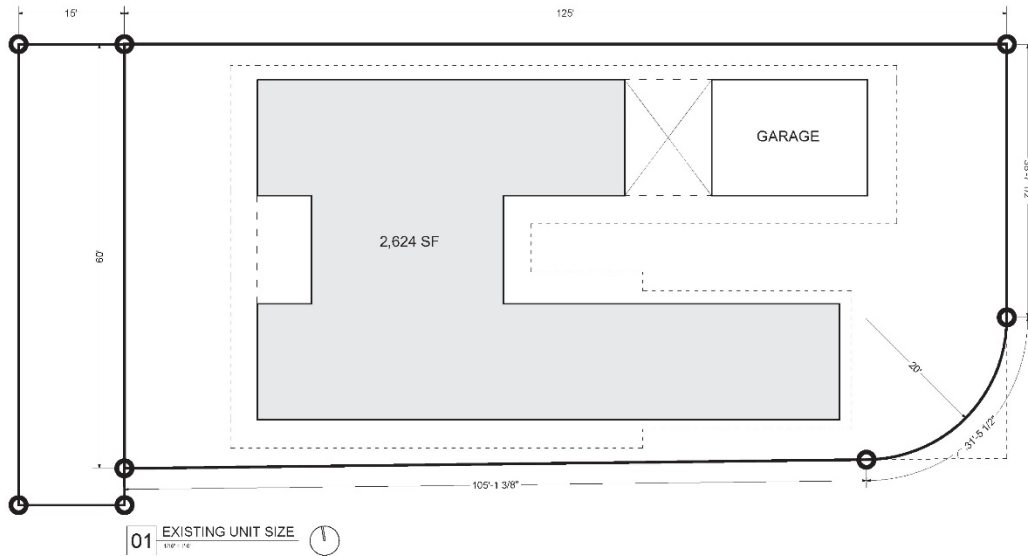 15'
125'
GARAGE
2,624 SF
60'
20'
31'-5 1/2"
105'-1 3/8"
01 EXISTING UNIT SIZE